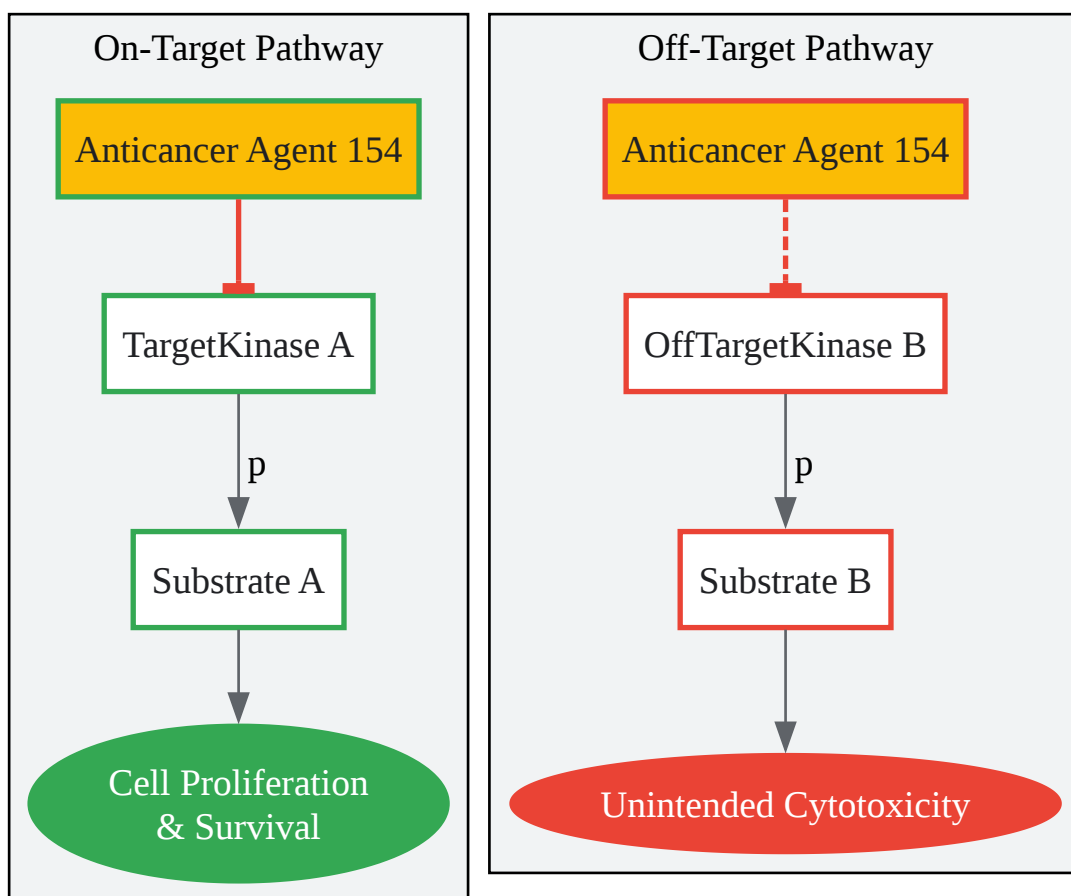 On-Target Pathway
Anticancer Agent 154
TargetKinase A
p
Substrate A
Cell Proliferation
& Survival
Off-Target Pathway
Anticancer Agent 154
OffTargetKinase B
p
Substrate B
Unintended Cytotoxicity